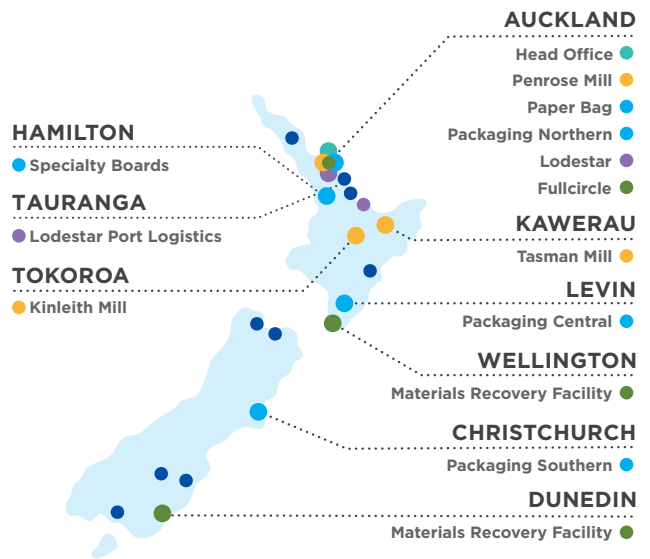 HAMILTON
Specialty Boards
TAURANGA
Lodestar Port Logistics
TOKOROA
Kinleith Mill
AUCKLAND
Head Office
Penrose Mill
Paper Bag
Packaging Northern
Lodestar
Fullcircle
KAWERAU
Tasman Mill
LEVIN
Packaging Central
WELLINGTON
Materials Recovery Facility
CHRISTCHURCH
Packaging Southern
DUNEDIN
Materials Recovery Facility